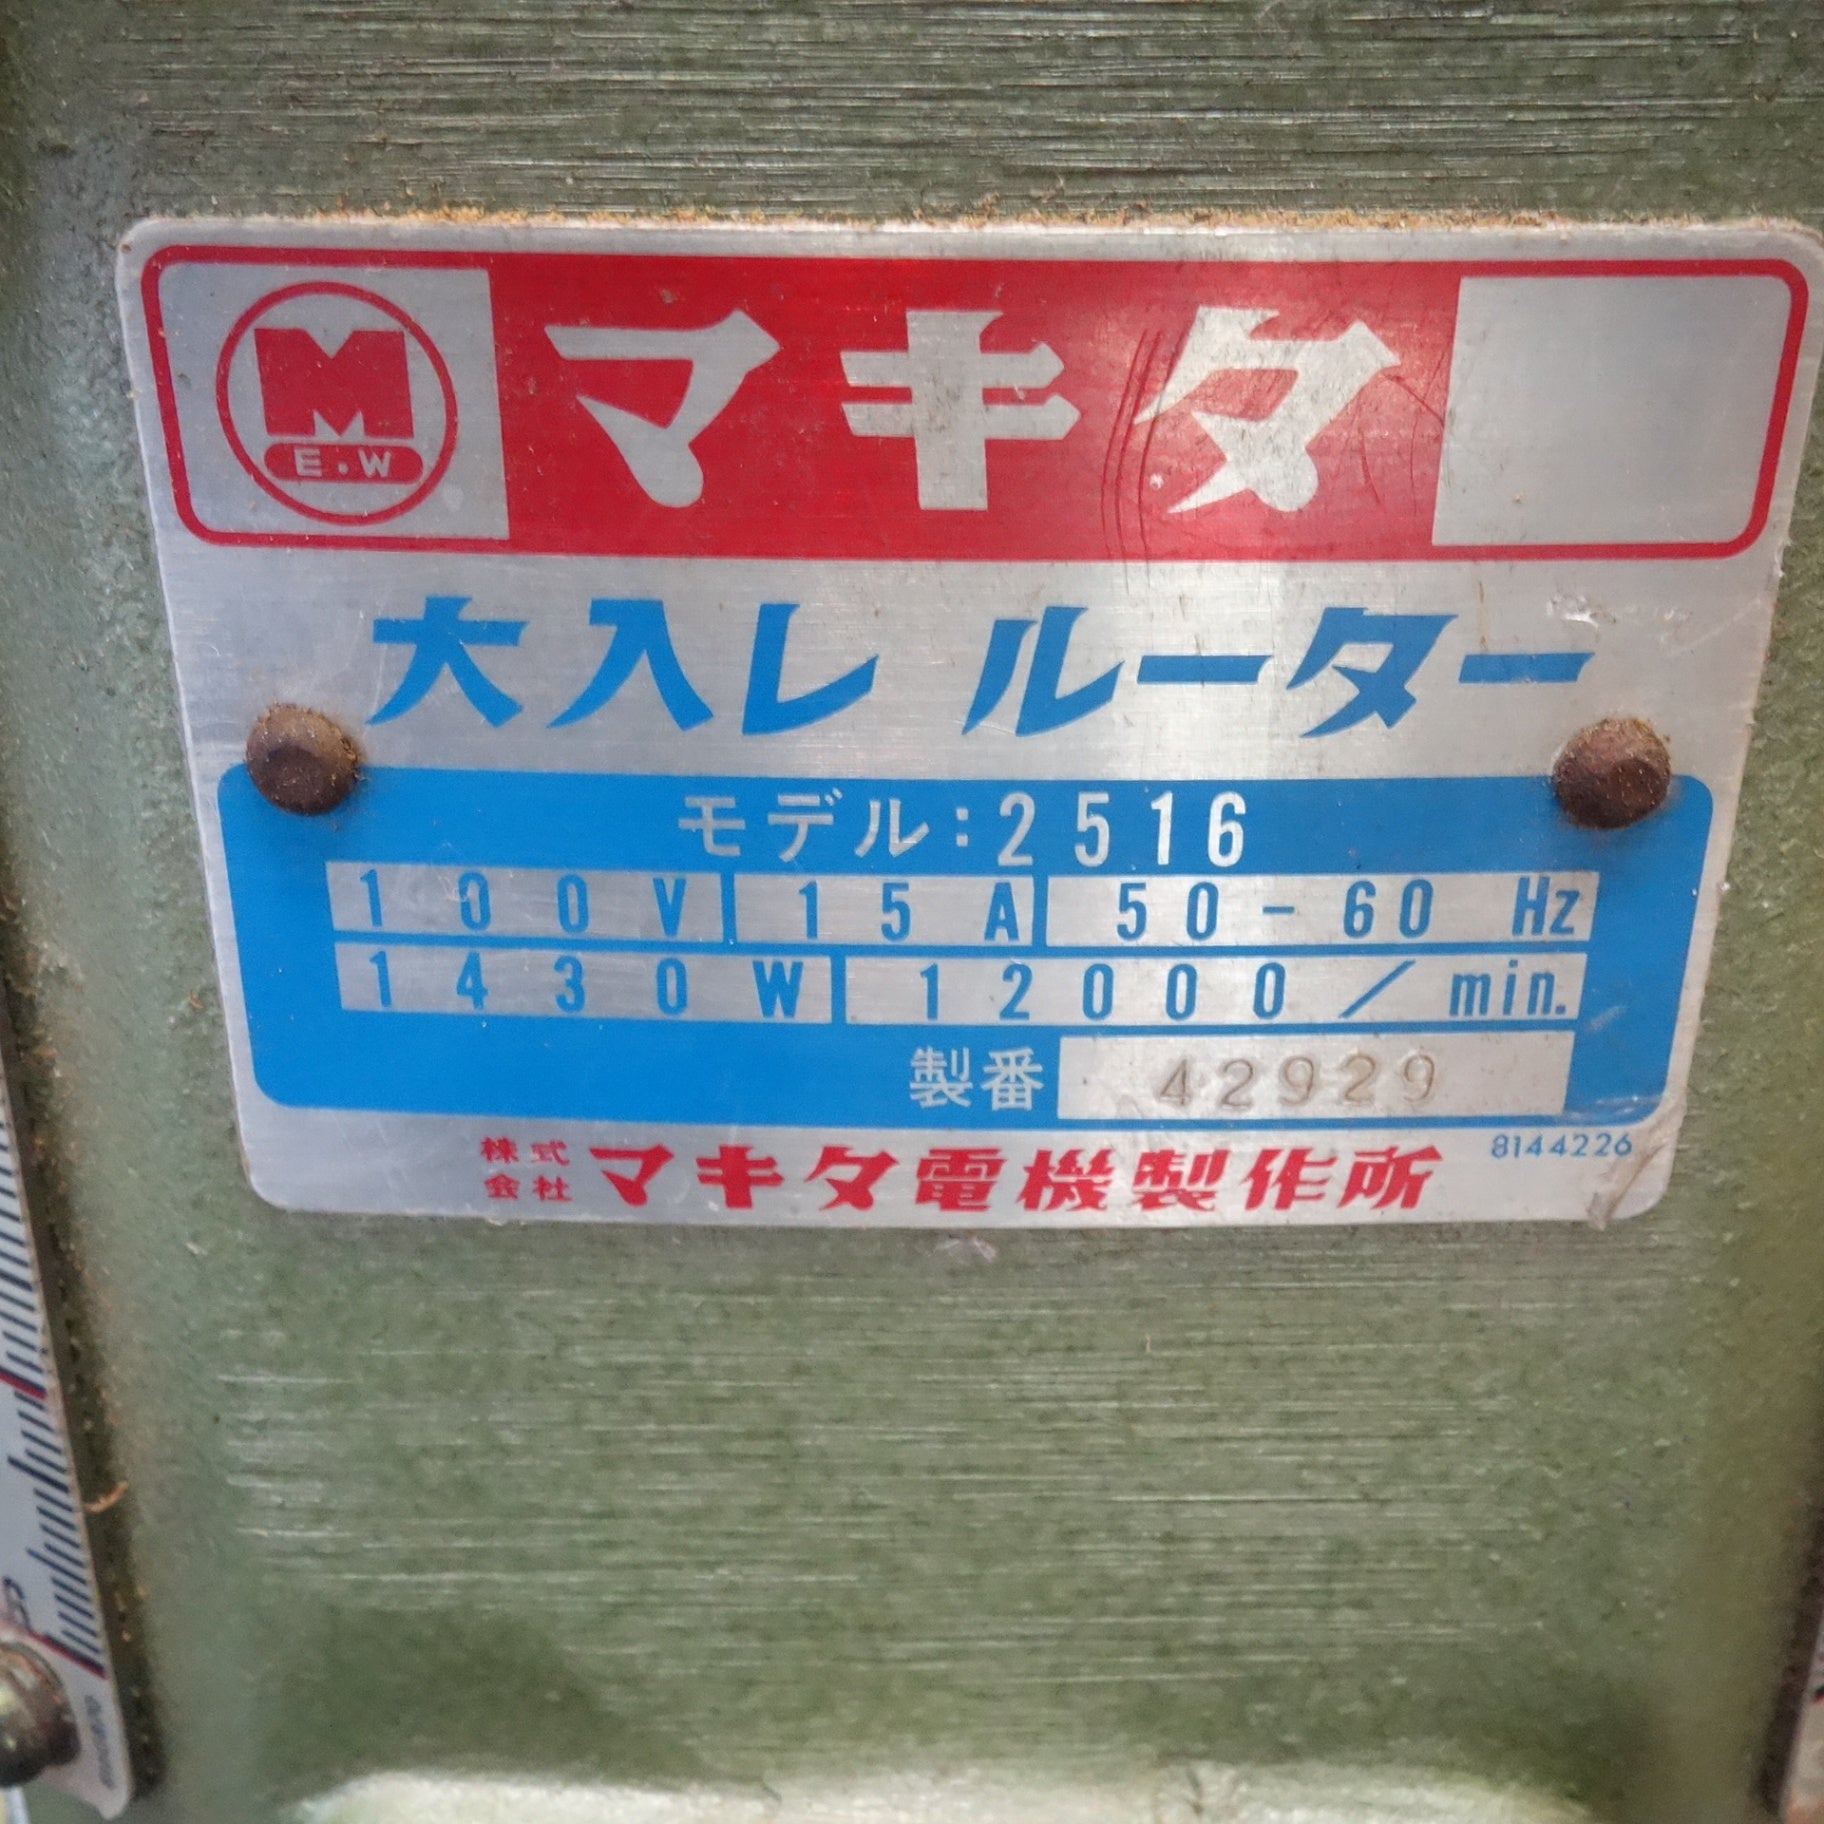 M
E・W
マキタ
大入レ ルーター
モデル:2516
100V 15A 50-60 Hz
1430W 12000/min.
製番 42929
8144226
株式会社 マキタ電機製作所